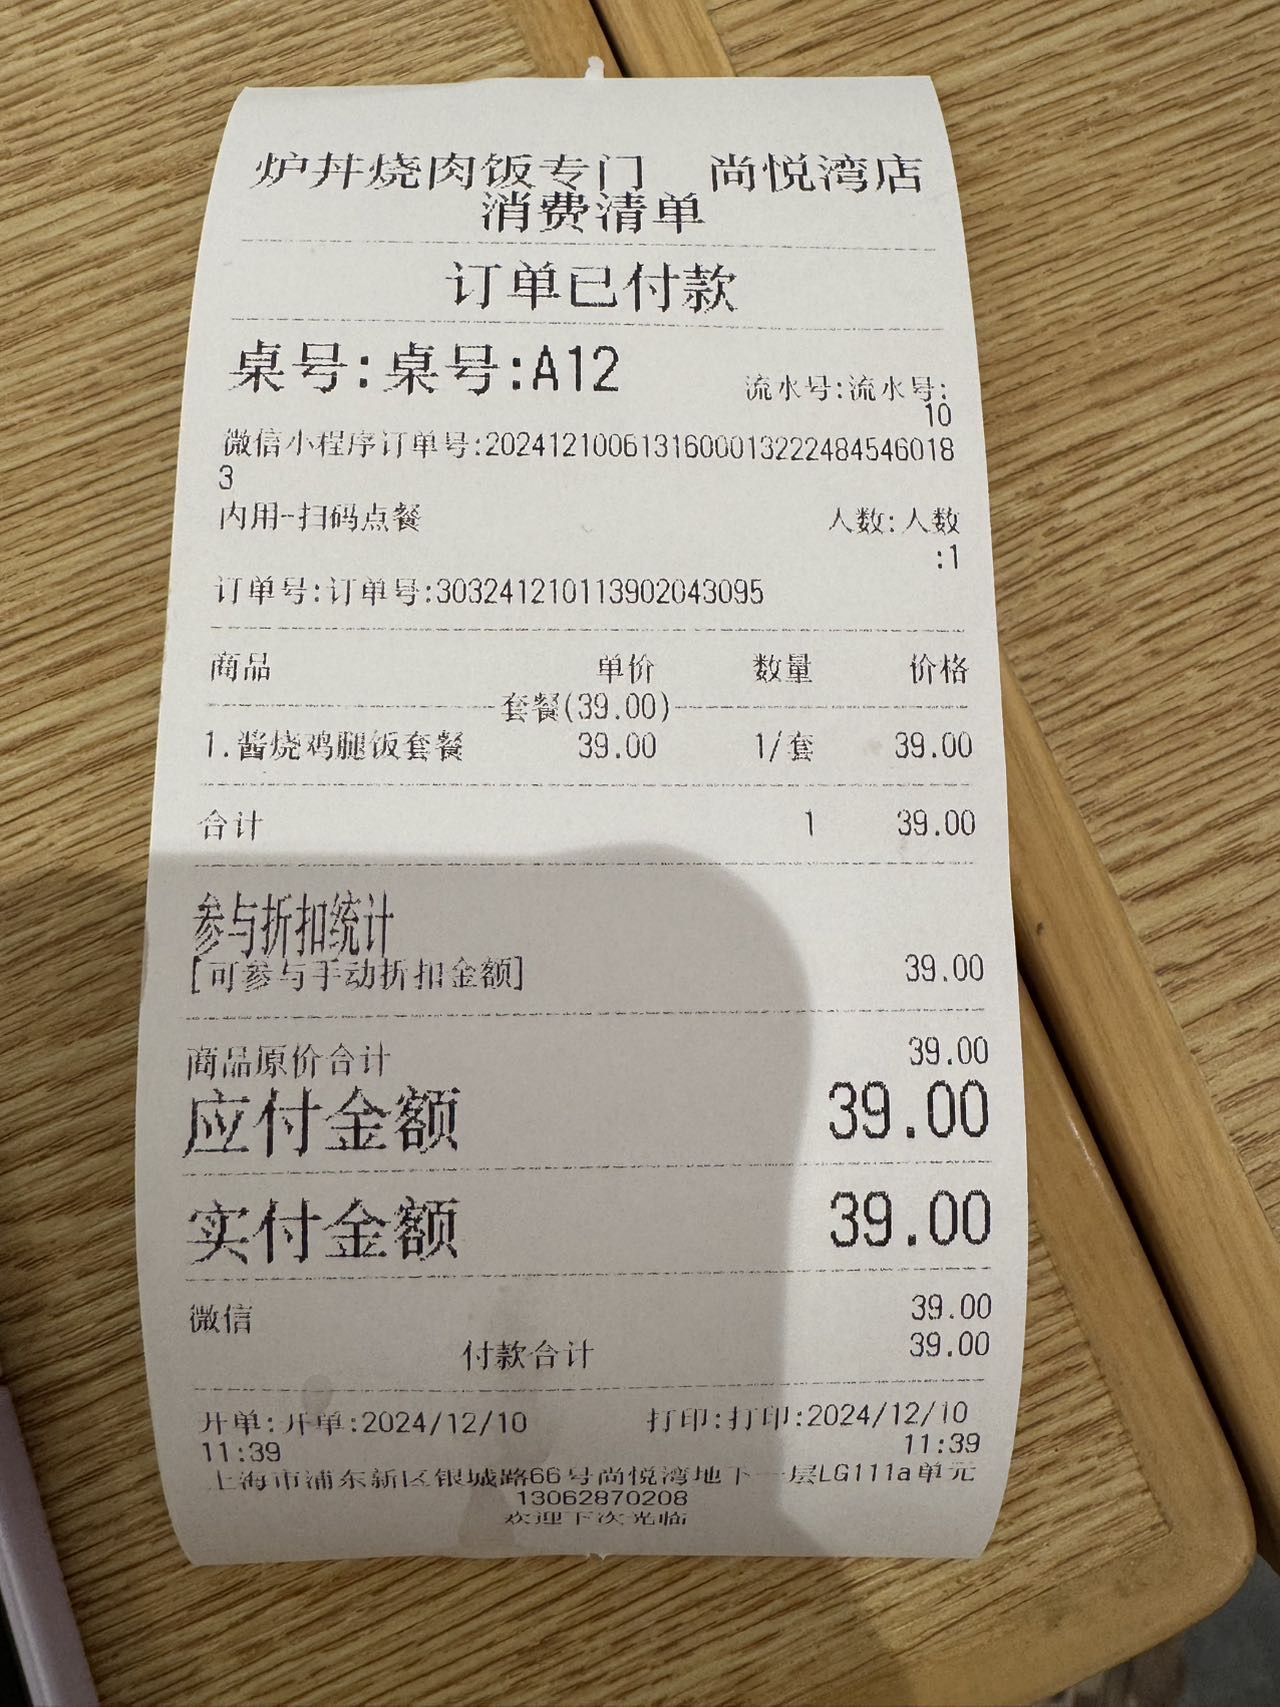 炉丼烧肉饭专门 尚悦湾店
消费清单
订单已付款
桌号:桌号:A12 流水号:流水号:
10
微信小程序订单号:2024121006131600013222484546018
3
内用-扫码点餐 人数:人数
:1
订单号:订单号:3032412101139020430​95
商品 单价 数量 价格
套餐(39.00)
1.酱烧鸡腿饭套餐 39.00 1/套 39.00
合计 1 39.00
参与折扣统计
[可参与手动折扣金额] 39.00
商品原价合计 39.00
应付金额 39.00
实付金额 39.00
微信 39.00
付款合计 39.00
开单:开单:2024/12/10 打印:打印:2024/12/10
11:39 11:39
上海市浦东新区银城路66号尚悦湾地下一层LG111a单元
13062870208
欢迎下次光临